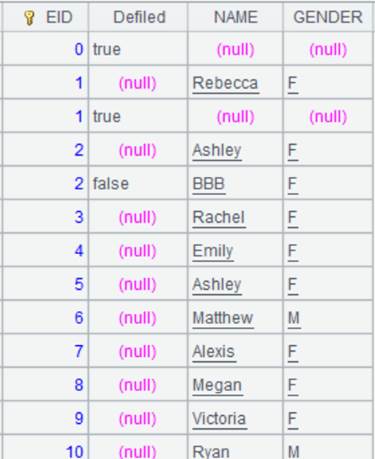 EID Defiled NAME GENDER
0 true (null) (null)
1 (null) Rebecca F
1 true (null) (null)
2 (null) Ashley F
2 false BBB F
3 (null) Rachel F
4 (null) Emily F
5 (null) Ashley F
6 (null) Matthew M
7 (null) Alexis F
8 (null) Megan F
9 (null) Victoria F
10 (null) Ryan M